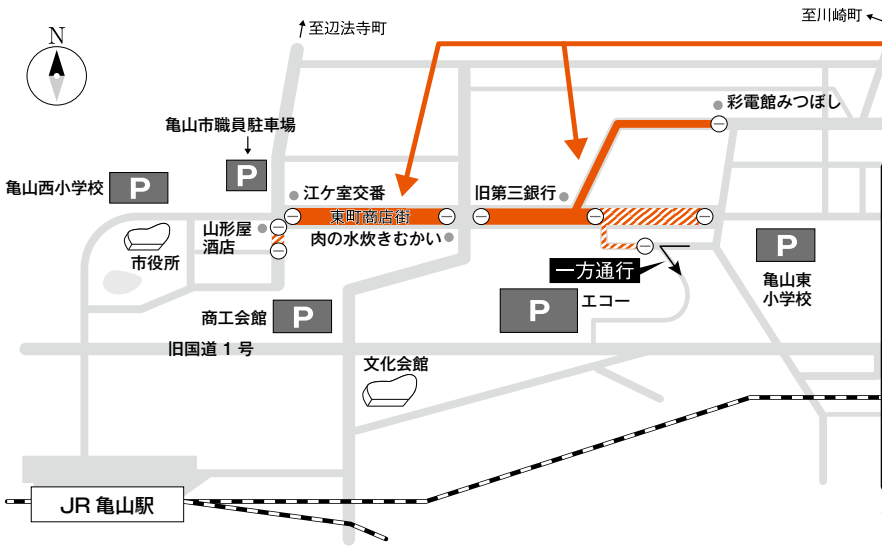 至川崎町
至辺法寺町
N
彩電館みつぼし
亀山市職員駐車場
P
亀山西小学校
P
江ケ室交番
旧第三銀行
東町商店街
山形屋
酒店
肉の水炊きむかい
市役所
一方通行
P
亀山東
小学校
商工会館
P
P
エコー
旧国道 1 号
文化会館
JR 亀山駅